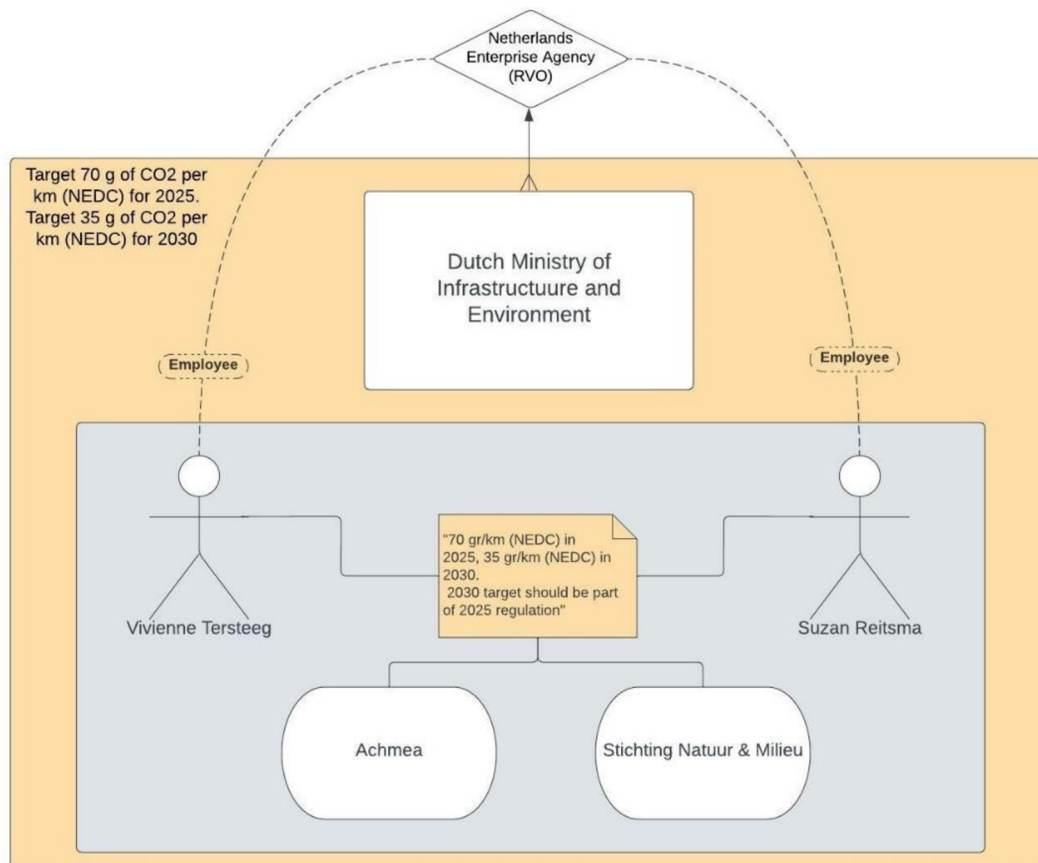 Netherlands
Enterprise Agency
(RVO)
Target 70 g of CO2 per
km (NEDC) for 2025.
Target 35 g of CO2 per
km (NEDC) for 2030
Dutch Ministry of
Infrastructuure and
Environment
Employee
Employee
"70 gr/km (NEDC) in
2025, 35 gr/km (NEDC) in
2030.
2030 target should be part
of 2025 regulation"
Vivienne Tersteeg
Suzan Reitsma
Achmea
Stichting Natuur & Milieu